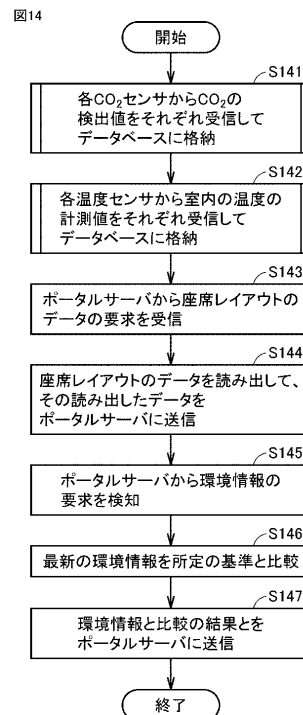 図14
開始
S141
各CO₂センサからCO₂の
検出値をそれぞれ受信して
データベースに格納
S142
各温度センサから室内の温度の
計測値をそれぞれ受信して
データベースに格納
S143
ポータルサーバから座席レイアウトの
データの要求を受信
S144
座席レイアウトのデータを読み出して、
その読み出したデータを
ポータルサーバに送信
S145
ポータルサーバから環境情報の
要求を検知
S146
最新の環境情報を所定の基準と比較
S147
環境情報と比較の結果とを
ポータルサーバに送信
終了